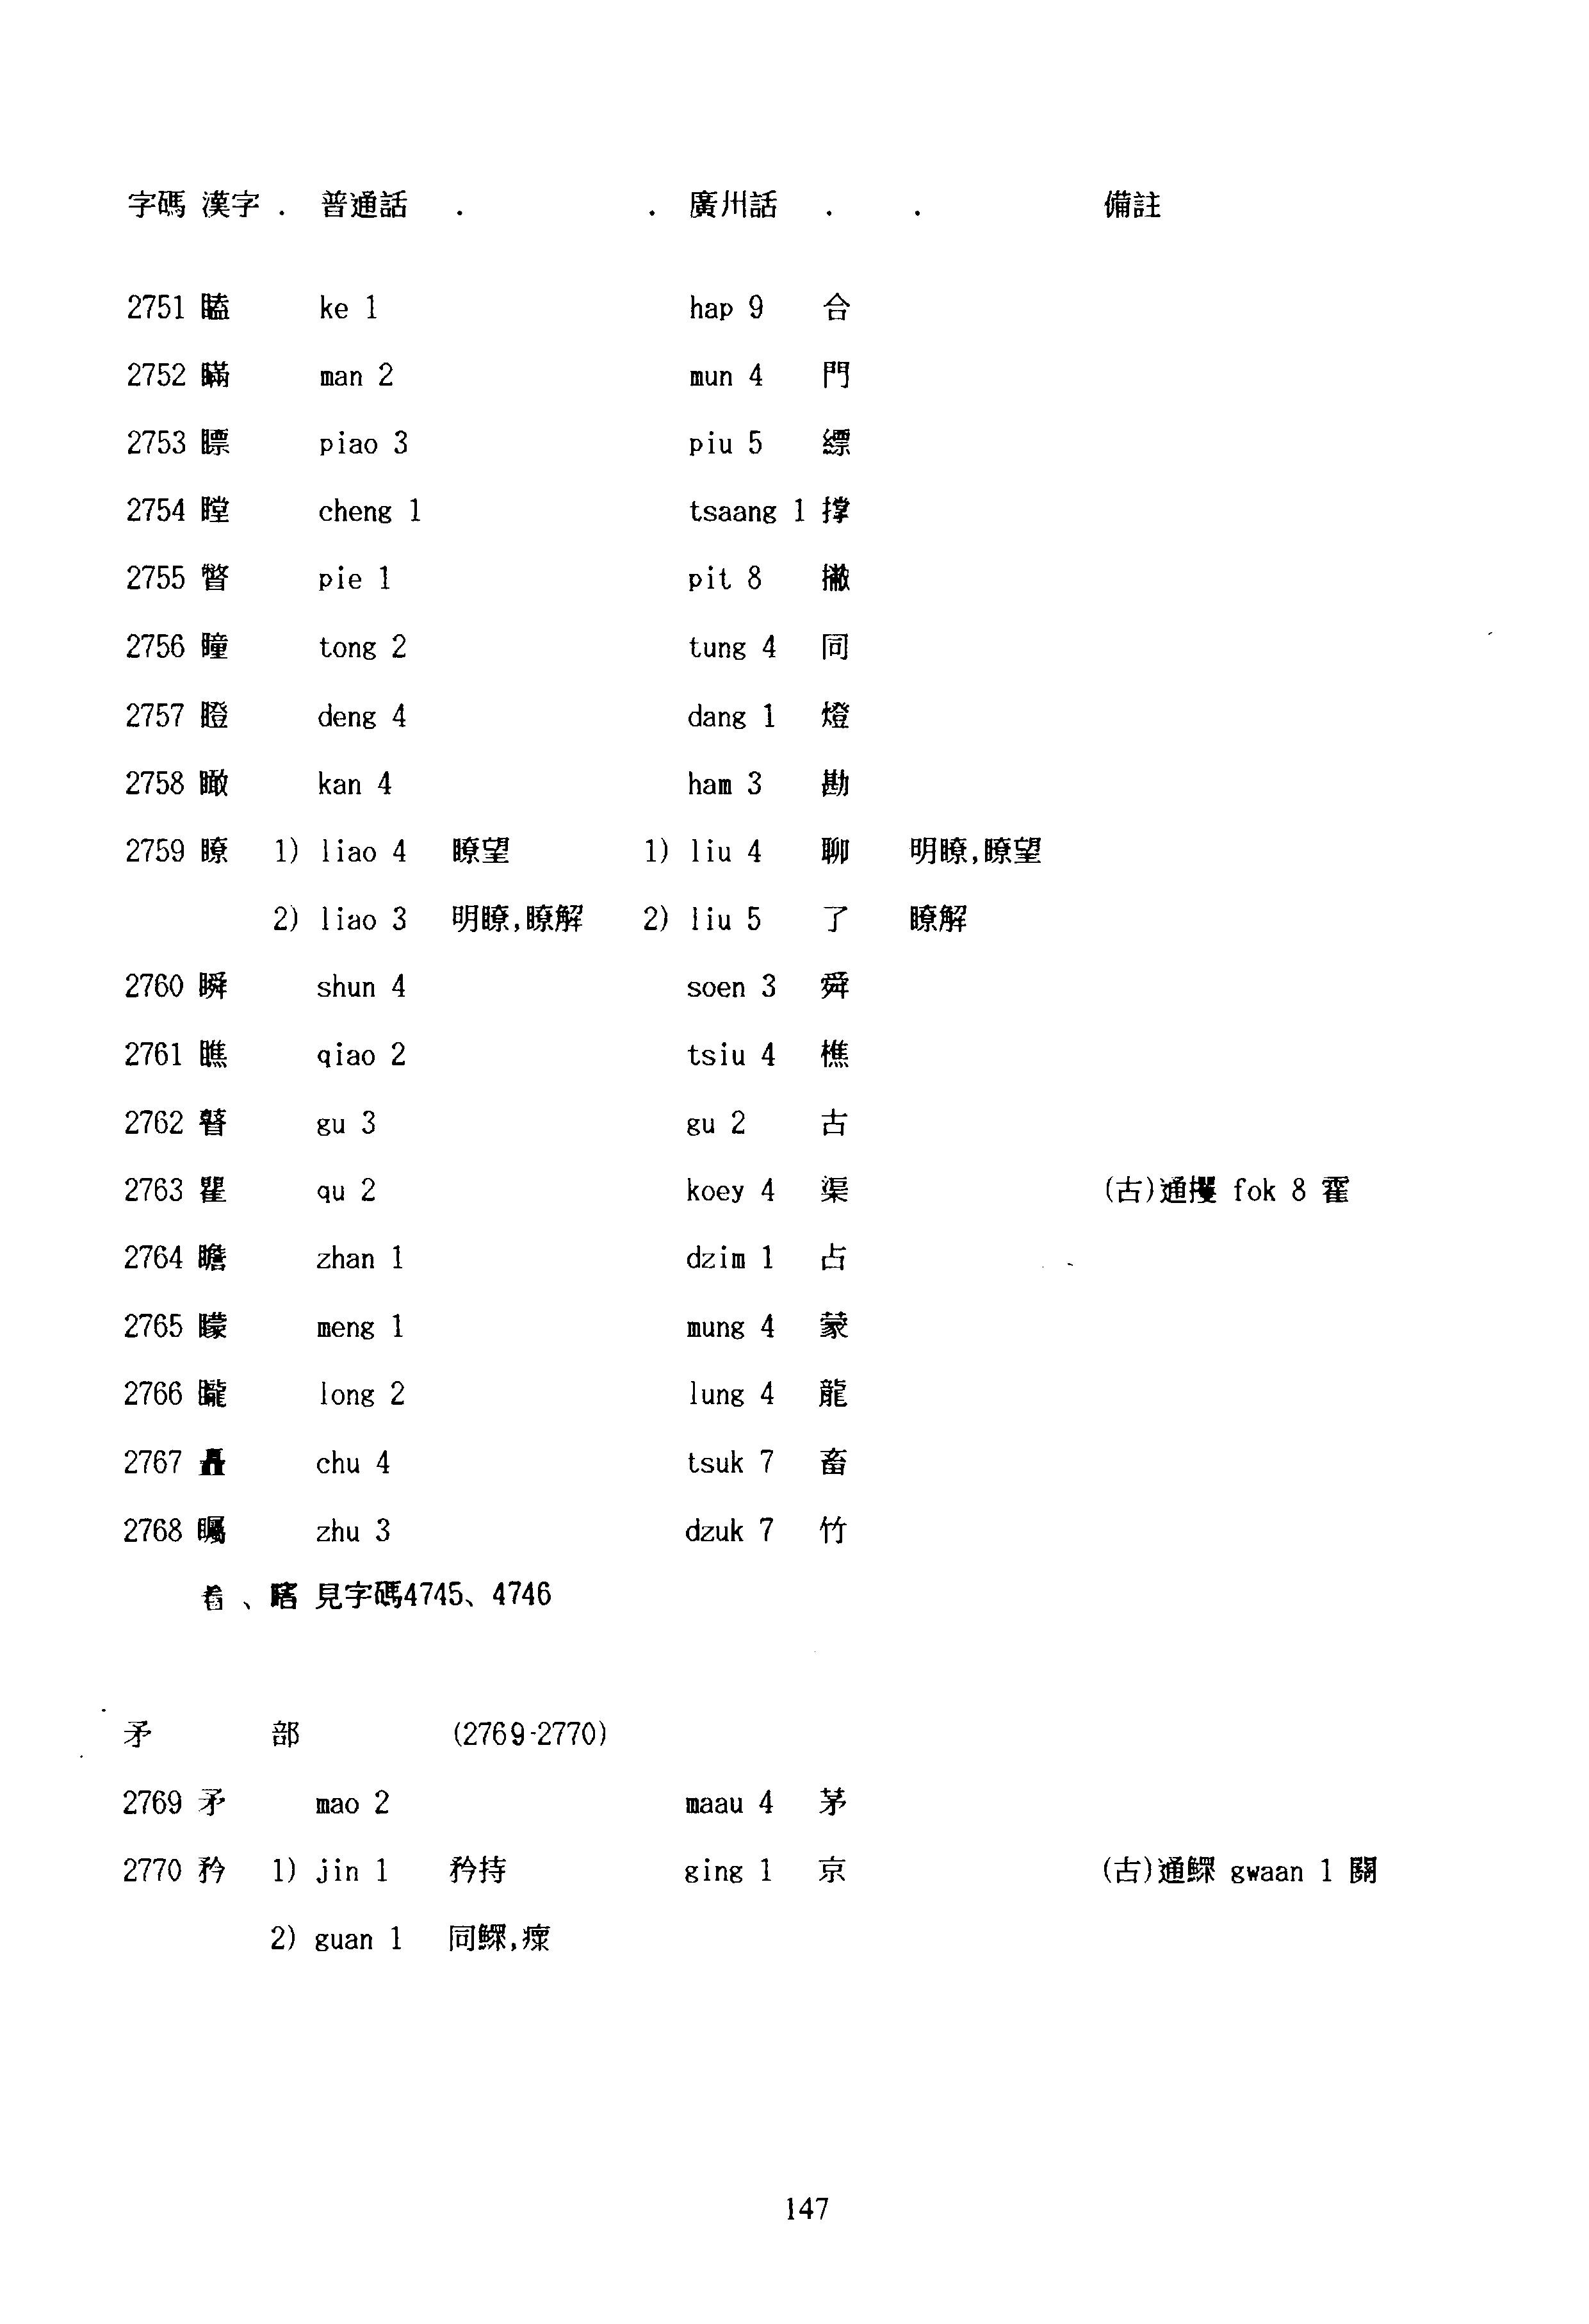 字碼 漢字 . 普通話 . . 廣州話 . . 備註
2751 瞌 ke 1 hap 9 合
2752 瞞 man 2 mun 4 門
2753 瞟 piao 3 piu 5 縹
2754 瞠 cheng 1 tsaang 1 撑
2755 瞥 pie 1 pit 8 撇
2756 瞳 tong 2 tung 4 同
2757 瞪 deng 4 dang 1 燈
2758 瞰 kan 4 ham 3 勘
2759 瞭 1) liao 4 瞭望 1) liu 4 聊 明瞭,瞭望
2) liao 3 明瞭,瞭解 2) liu 5 了 瞭解
2760 瞬 shun 4 soen 3 舜
2761 瞧 qiao 2 tsiu 4 樵
2762 瞽 gu 3 gu 2 古
2763 瞿 qu 2 koey 4 渠 (古)通攫 fok 8 霍
2764 瞻 zhan 1 dzim 1 占
2765 矇 meng 1 mung 4 蒙
2766 矓 long 2 lung 4 龍
2767 矗 chu 4 tsuk 7 畜
2768 矚 zhu 3 dzuk 7 竹
、 見字碼4745、4746
矛 部 (2769-2770)
2769 矛 mao 2 maau 4 茅
2770 矜 1) jin 1 矜持 ging 1 京 (古)通鰥 gwaan 1 關
2) guan 1 同鰥,瘝
147